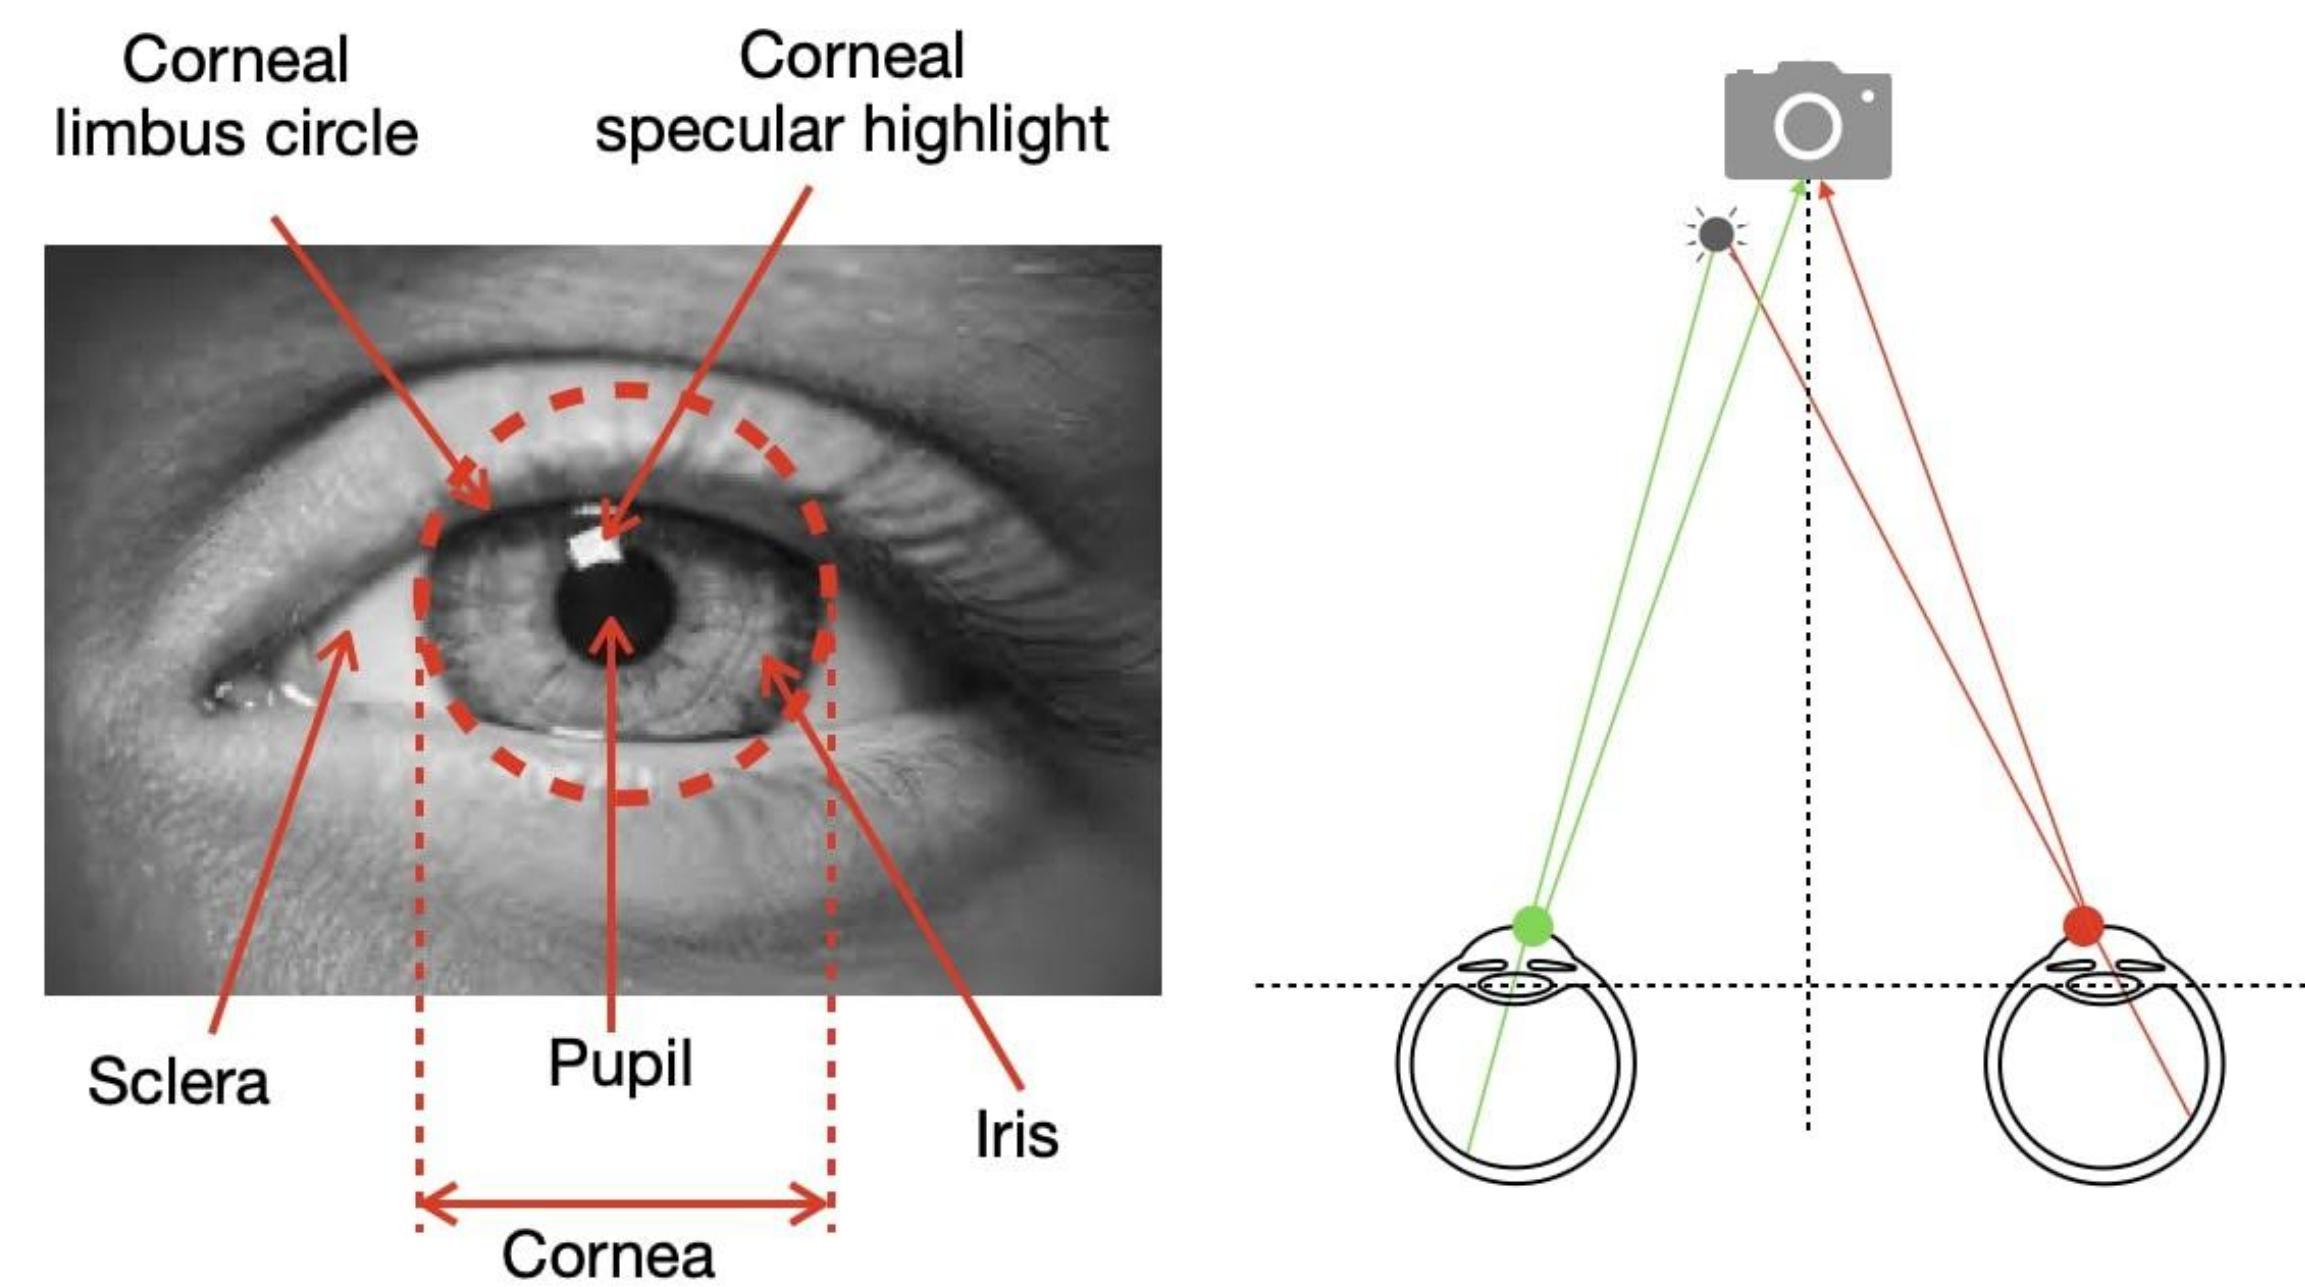 Corneal
limbus circle
Corneal
specular highlight
Sclera
Pupil
Iris
Cornea